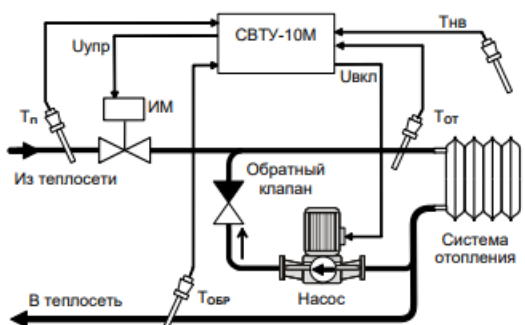 СВТУ-10М
Тнв
Uупр
Uвкл
Тп
ИМ
Тот
Из теплосети
Обратный
клапан
Система
отопления
В теплосеть
ТОБР
Насос